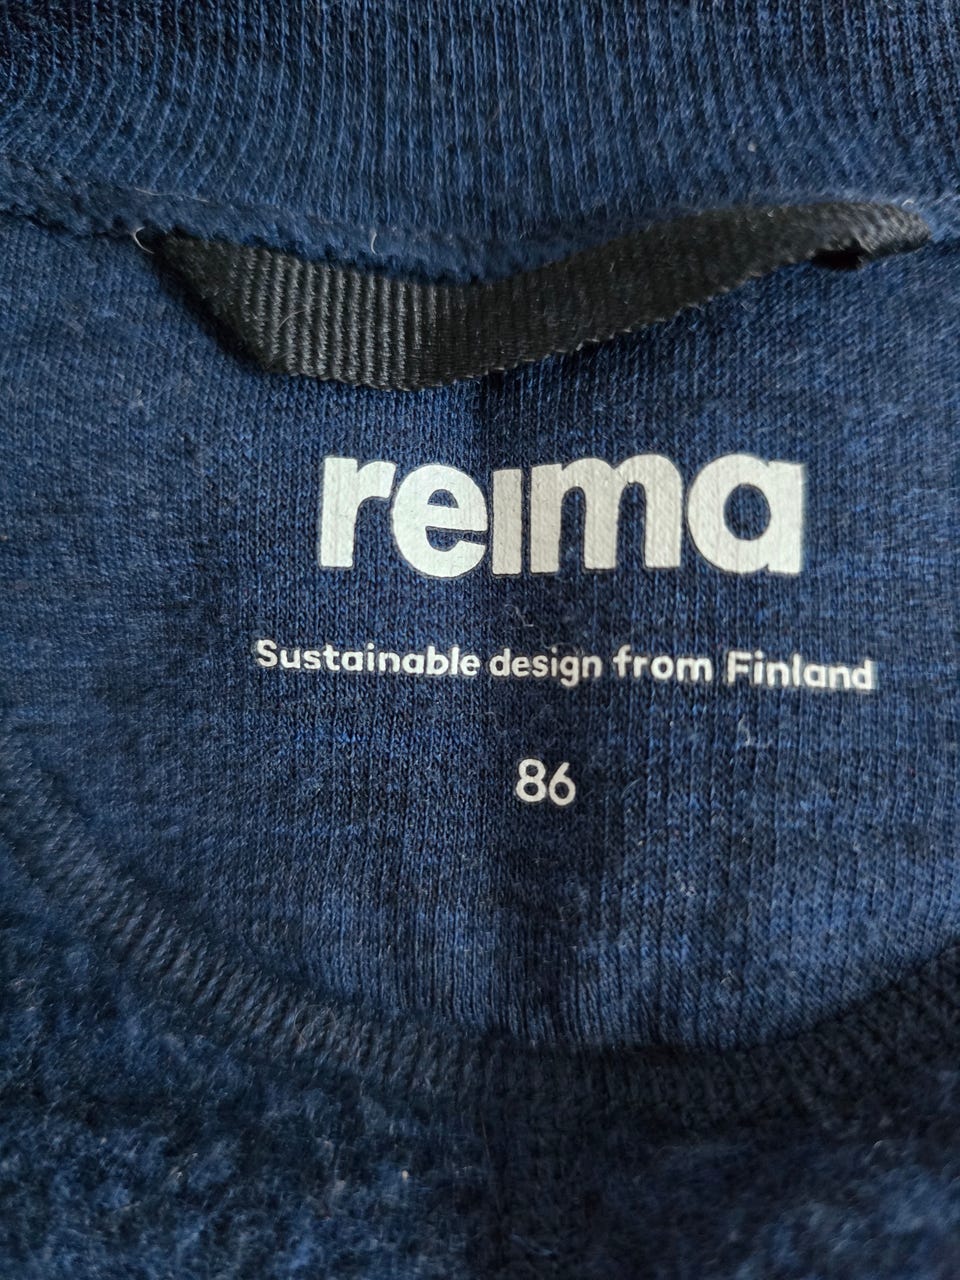 reima
Sustainable design from Finland
86